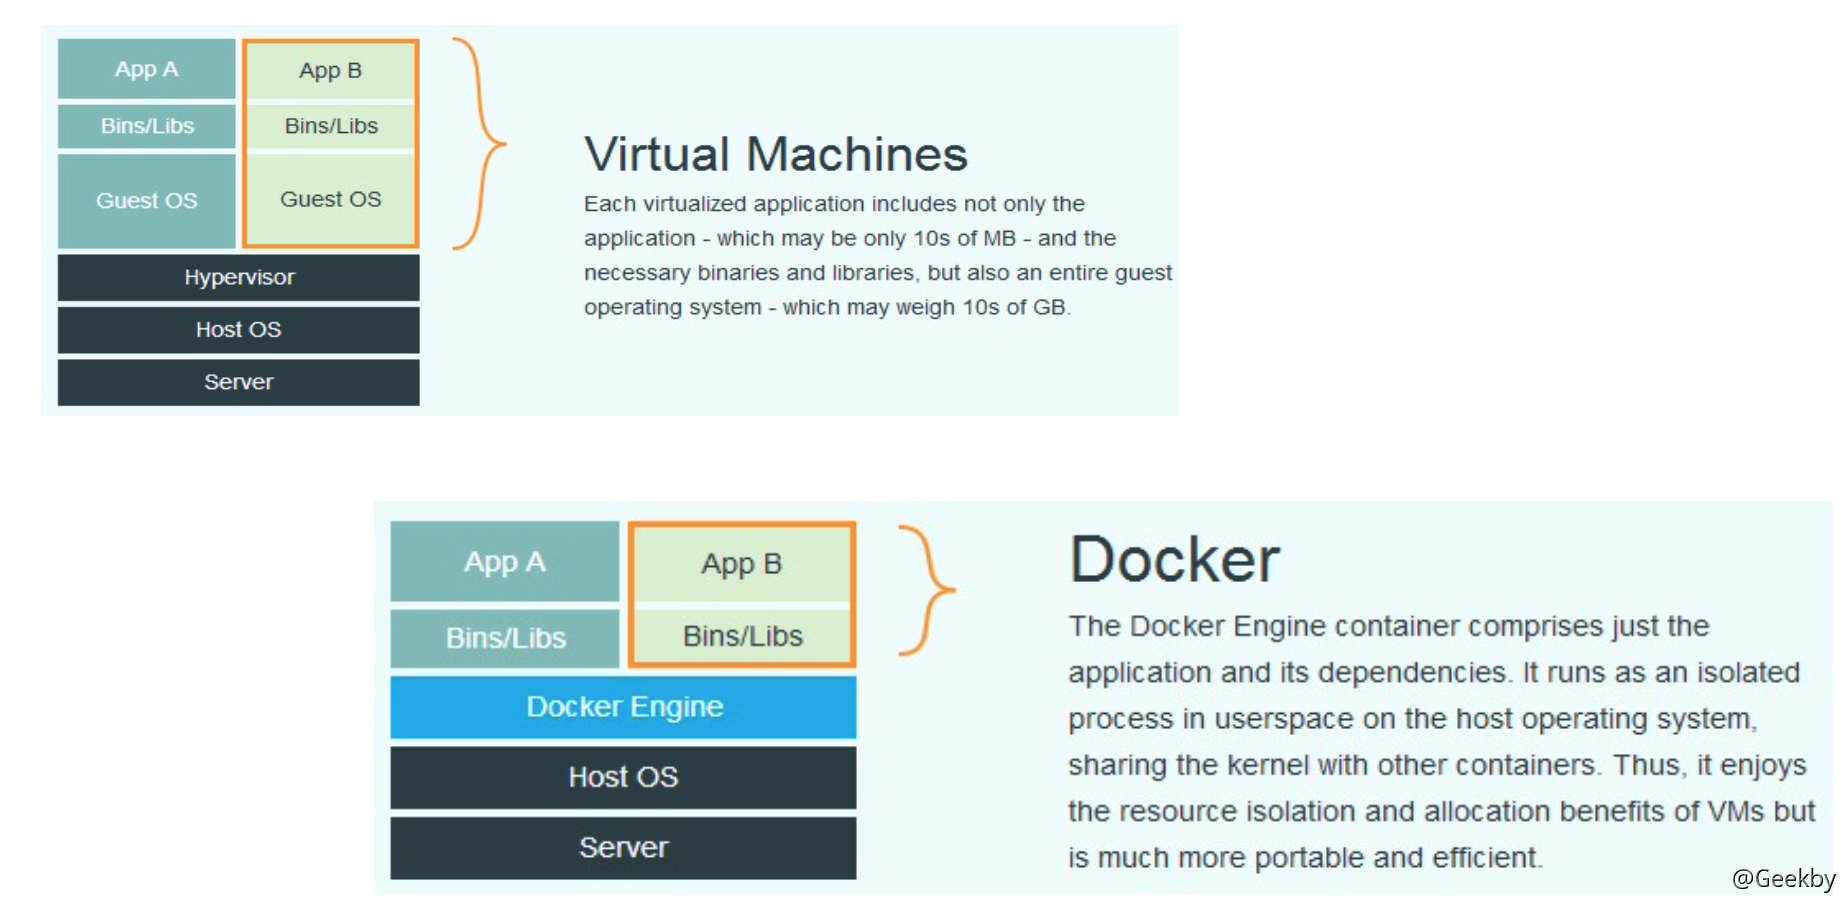 App A
App B
Bins/Libs
Bins/Libs
Guest OS
Guest OS
Hypervisor
Host OS
Server
Virtual Machines
Each virtualized application includes not only the
application - which may be only 10s of MB - and the
necessary binaries and libraries, but also an entire guest
operating system - which may weigh 10s of GB.
App A
App B
Bins/Libs
Bins/Libs
Docker Engine
Host OS
Server
Docker
The Docker Engine container comprises just the
application and its dependencies. It runs as an isolated
process in userspace on the host operating system,
sharing the kernel with other containers. Thus, it enjoys
the resource isolation and allocation benefits of VMs but
is much more portable and efficient.
@Geekby